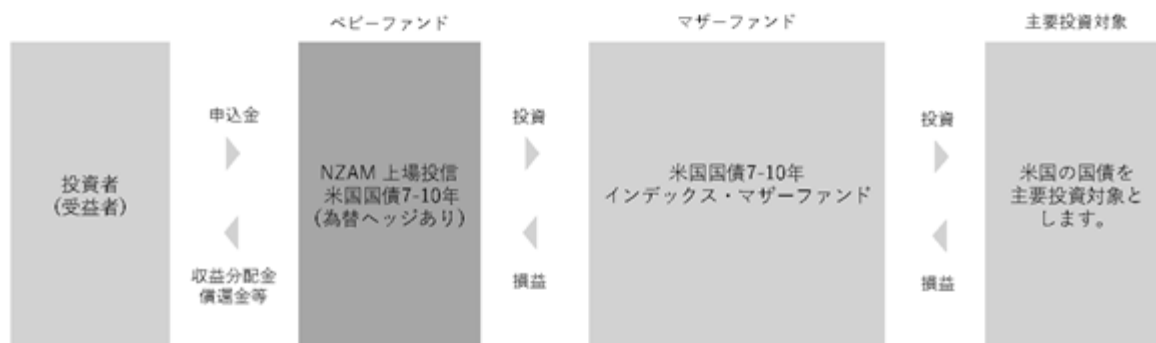 ベビーファンド
マザーファンド
主要投資対象
投資者
(受益者)
申込金
収益分配金
償還金等
NZAM 上場投信
米国国債7-10年
(為替ヘッジあり)
投資
損益
米国国債7-10年
インデックス・マザーファンド
投資
損益
米国の国債を
主要投資対象と
します。